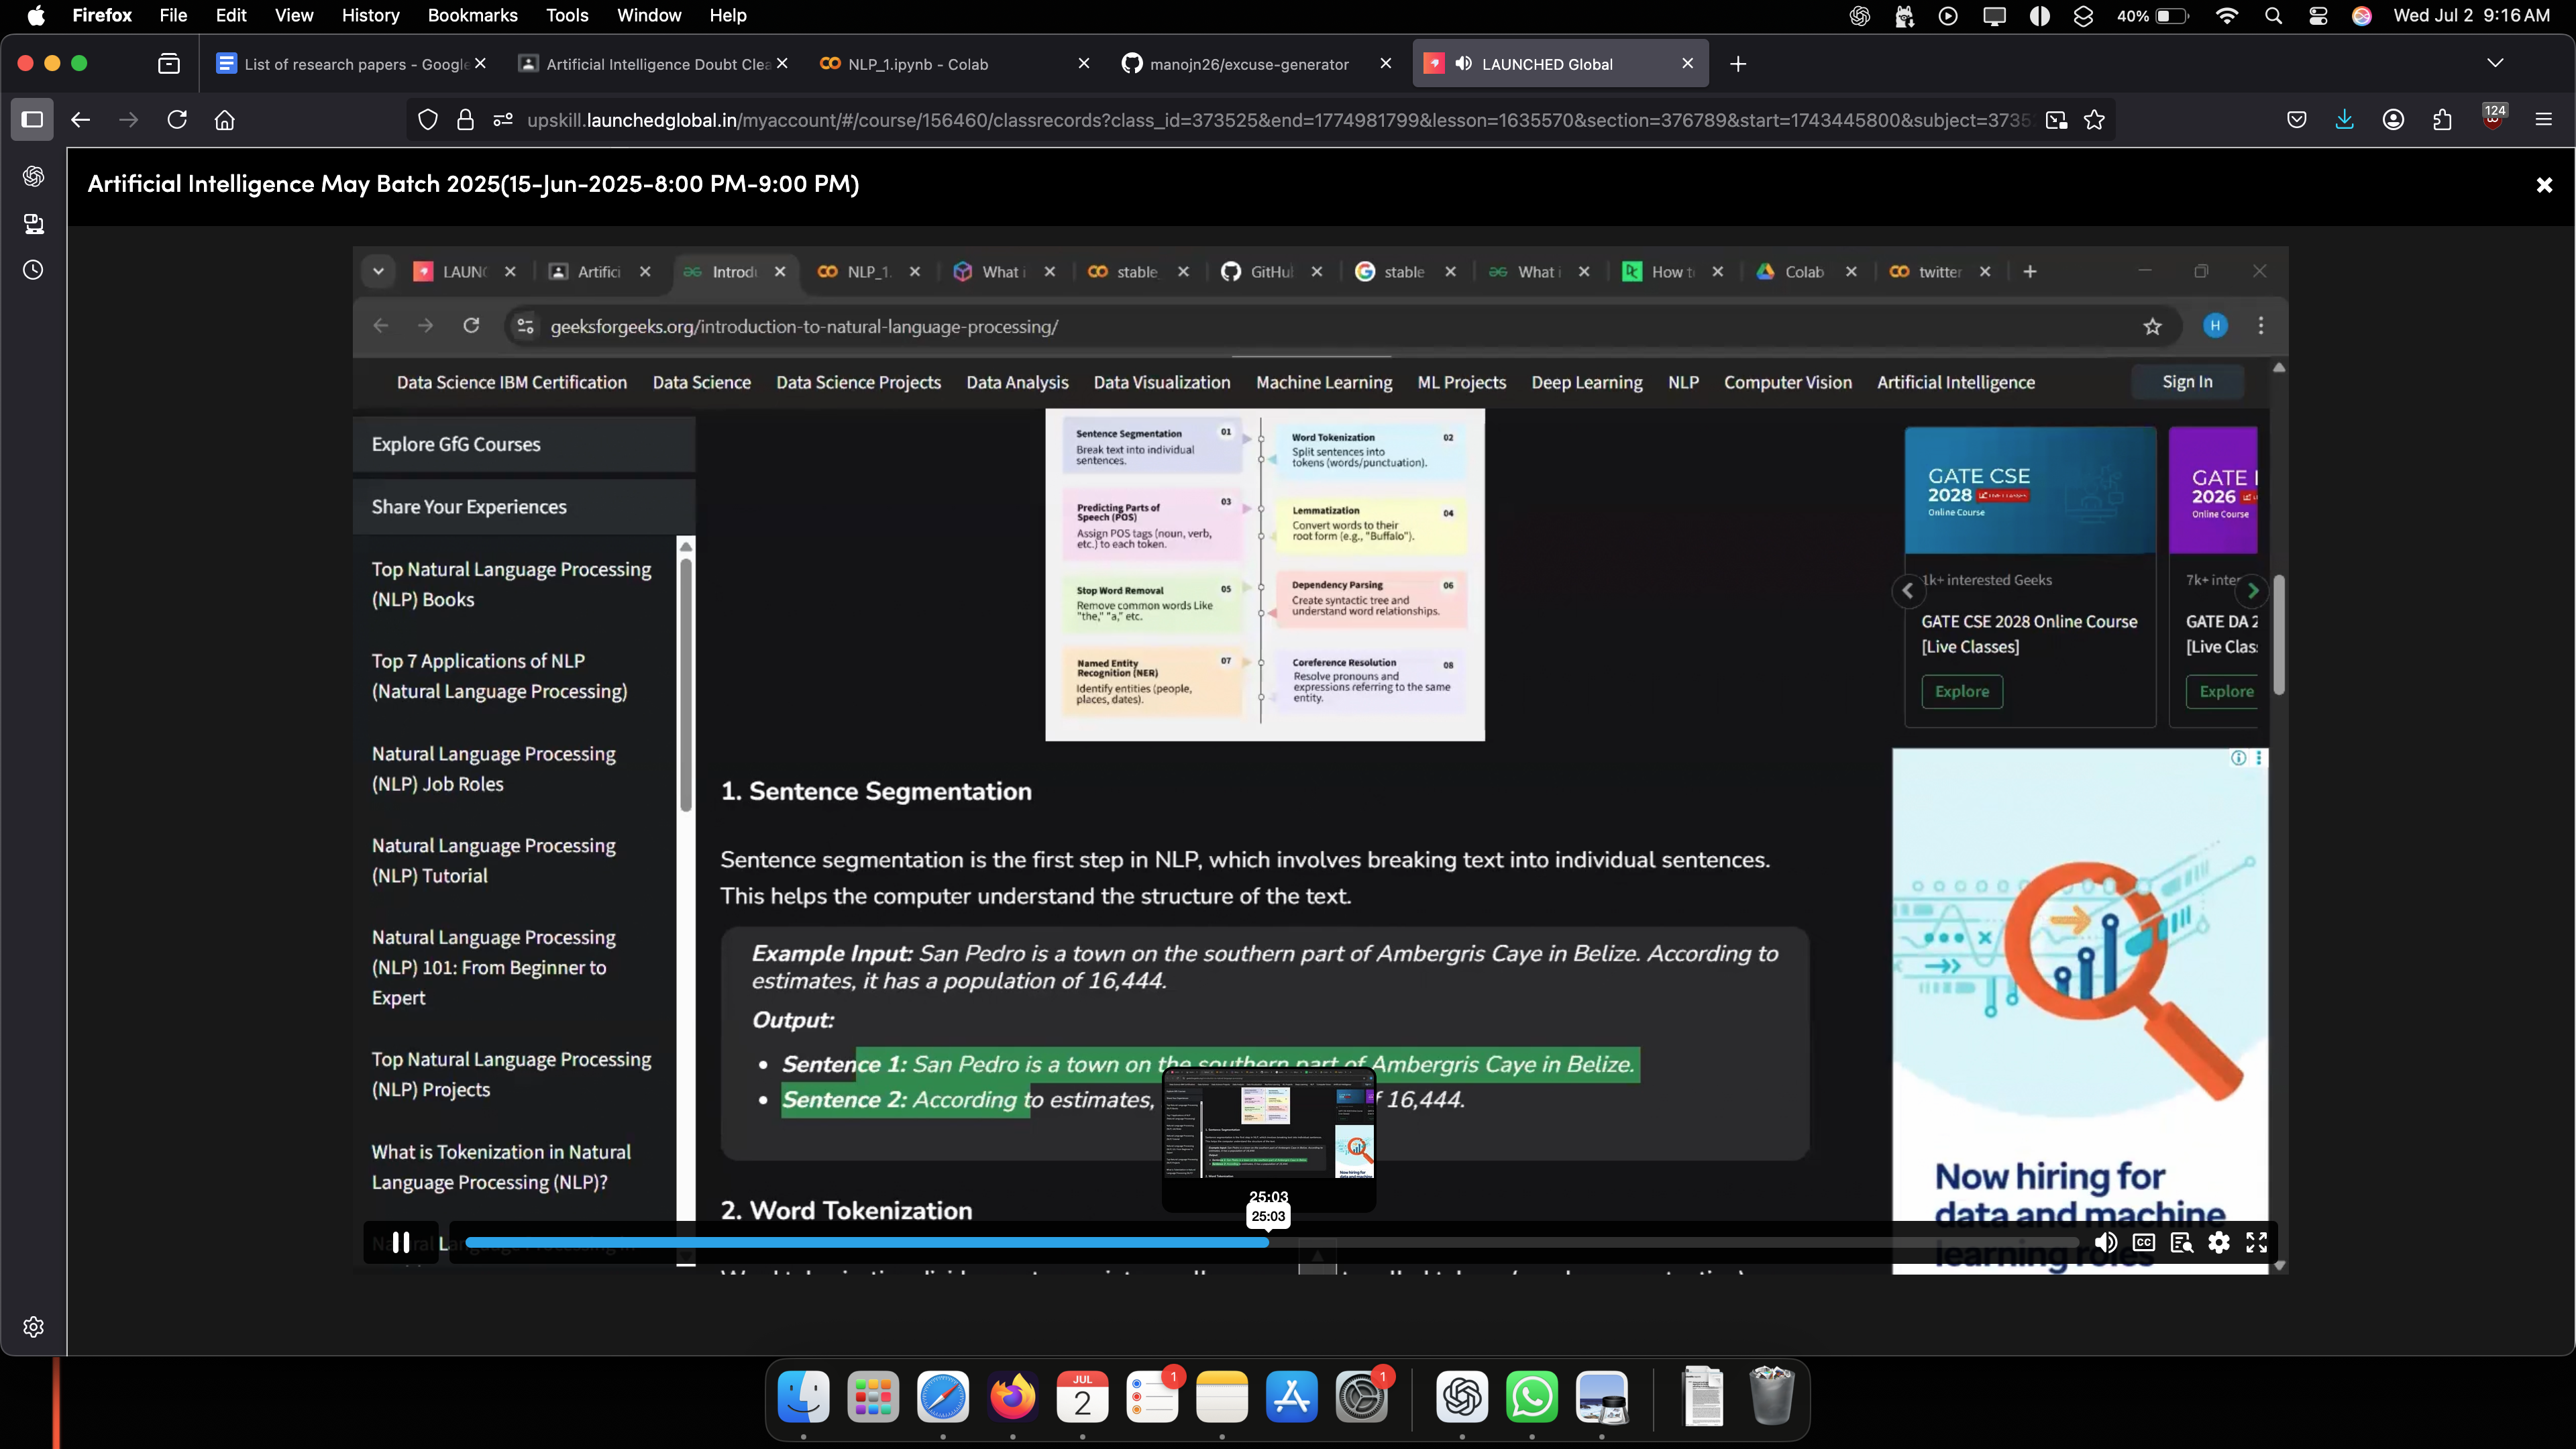 Firefox File Edit View History Bookmarks Tools Window Help 40% Wed Jul 2 9:16 AM
List of research papers - Google
Artificial Intelligence Doubt Clea
NLP_1.ipynb - Colab
manojn26/excuse-generator
LAUNCHED Global
upskill.launchedglobal.in/myaccount/#/course/156460/classrecords?class_id=373525&end=1774981799&lesson=1635570&section=376789&start=1743445800&subject=3735
124
Artificial Intelligence May Batch 2025(15-Jun-2025-8:00 PM-9:00 PM)
LAUNC Artifici Introdu NLP_1. What i stable_ GitHu stable What i How t Colab twitter
geeksforgeeks.org/introduction-to-natural-language-processing/
H
Data Science IBM Certification Data Science Data Science Projects Data Analysis Data Visualization Machine Learning ML Projects Deep Learning NLP Computer Vision Artificial Intelligence Sign In
Explore GfG Courses
Share Your Experiences
Top Natural Language Processing
(NLP) Books
Top 7 Applications of NLP
(Natural Language Processing)
Natural Language Processing
(NLP) Job Roles
Natural Language Processing
(NLP) Tutorial
Natural Language Processing
(NLP) 101: From Beginner to
Expert
Top Natural Language Processing
(NLP) Projects
What is Tokenization in Natural
Language Processing (NLP)?
Sentence Segmentation 01
Break text into individual
sentences.
Word Tokenization 02
Split sentences into
tokens (words/punctuation).
Predicting Parts of 03
Speech (POS)
Assign POS tags (noun, verb,
etc.) to each token.
Lemmatization 04
Convert words to their
root form (e.g., "Buffalo").
Stop Word Removal 05
Remove common words Like
"the," "a," etc.
Dependency Parsing 06
Create syntactic tree and
understand word relationships.
Named Entity 07
Recognition (NER)
Identify entities (people,
places, dates).
Coreference Resolution 08
Resolve pronouns and
expressions referring to the same
entity.
1. Sentence Segmentation
Sentence segmentation is the first step in NLP, which involves breaking text into individual sentences.
This helps the computer understand the structure of the text.
Example Input: San Pedro is a town on the southern part of Ambergris Caye in Belize. According to
estimates, it has a population of 16,444.
Output:
• Sentence 1: San Pedro is a town on the southern part of Ambergris Caye in Belize.
• Sentence 2: According to estimates, f 16,444.
2. Word Tokenization
25:03
25:03
GATE CSE
2028 LIVE CLASSES
Online Course
1k+ interested Geeks
GATE CSE 2028 Online Course
[Live Classes]
Explore
GATE
2026
Online Course
7k+ inter
GATE DA 2
[Live Clas
Explore
Now hiring for
data and machine
learning roles
CC
JUL
2
1
1